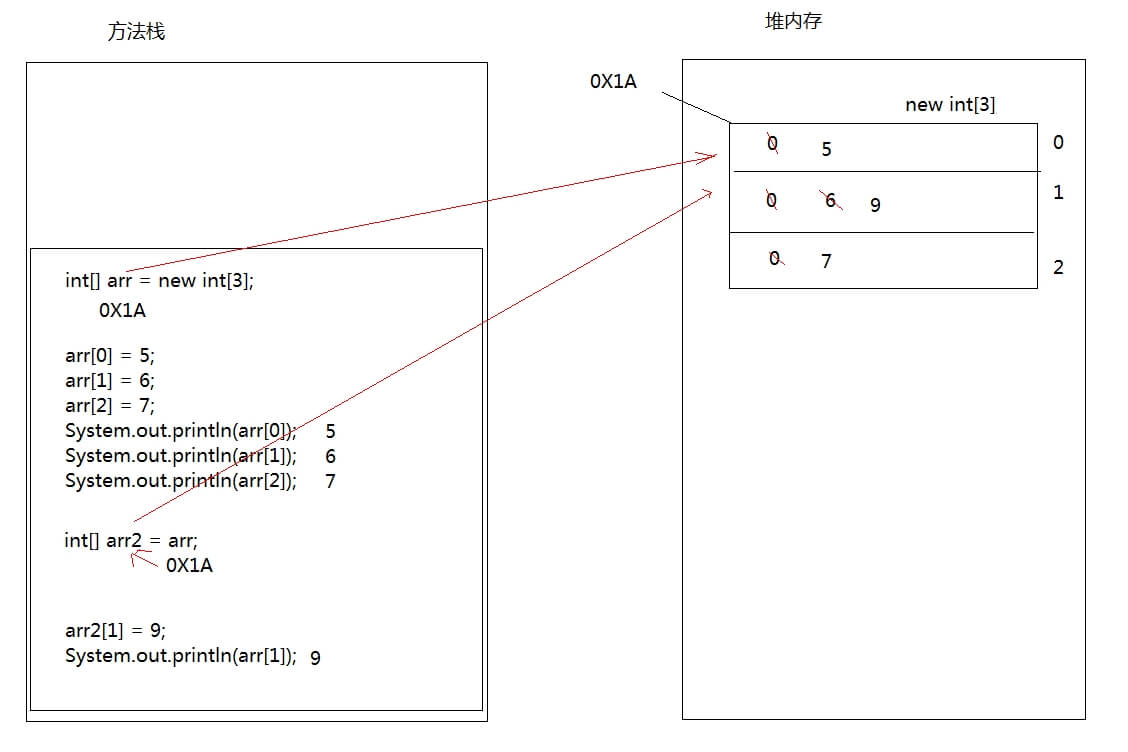 方法栈
堆内存
0X1A
new int[3]
0 5 0
0 6 9 1
0 7 2
int[] arr = new int[3];
0X1A
arr[0] = 5;
arr[1] = 6;
arr[2] = 7;
System.out.println(arr[0]); 5
System.out.println(arr[1]); 6
System.out.println(arr[2]); 7
int[] arr2 = arr;
0X1A
arr2[1] = 9;
System.out.println(arr[1]); 9